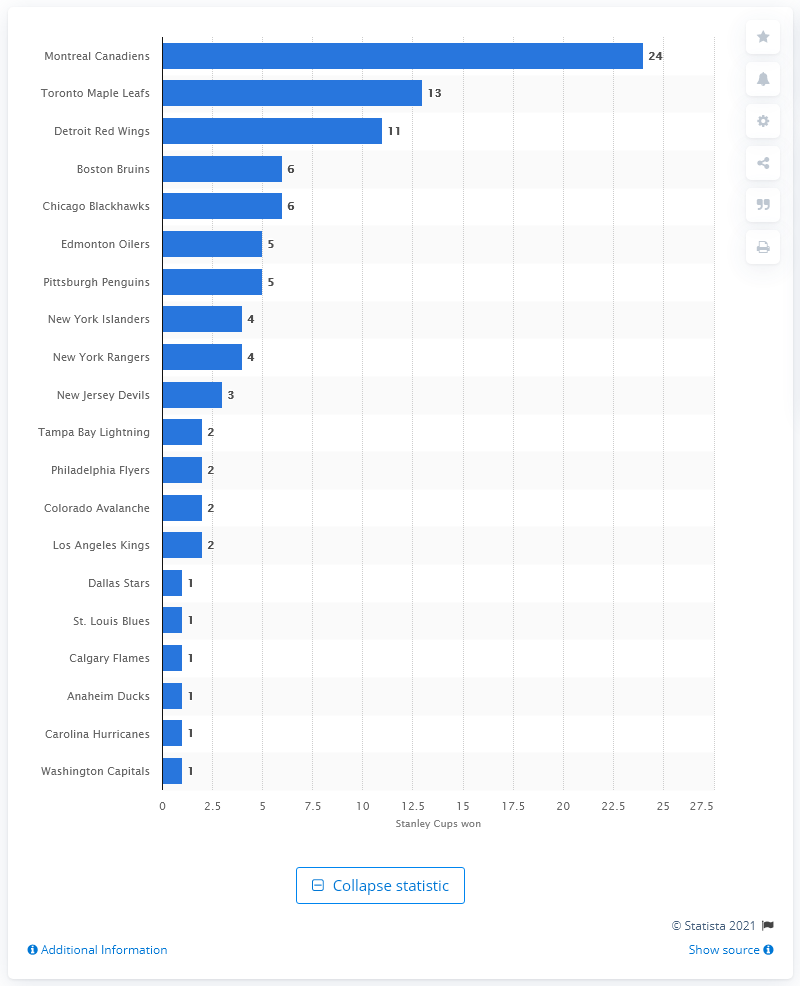 Montreal Canadiens 24
Toronto Maple Leafs 13
Detroit Red Wings 11
Boston Bruins 6
Chicago Blackhawks 6
Edmonton Oilers 5
Pittsburgh Penguins 5
New York Islanders 4
New York Rangers 4
New Jersey Devils 3
Tampa Bay Lightning 2
Philadelphia Flyers 2
Colorado Avalanche 2
Los Angeles Kings 2
Dallas Stars 1
St. Louis Blues 1
Calgary Flames 1
Anaheim Ducks 1
Carolina Hurricanes 1
Washington Capitals 1
0 2.5 5 7.5 10 12.5 15 17.5 20 22.5 25 27.5
Stanley Cups won
Collapse statistic
© Statista 2021
Additional Information Show source